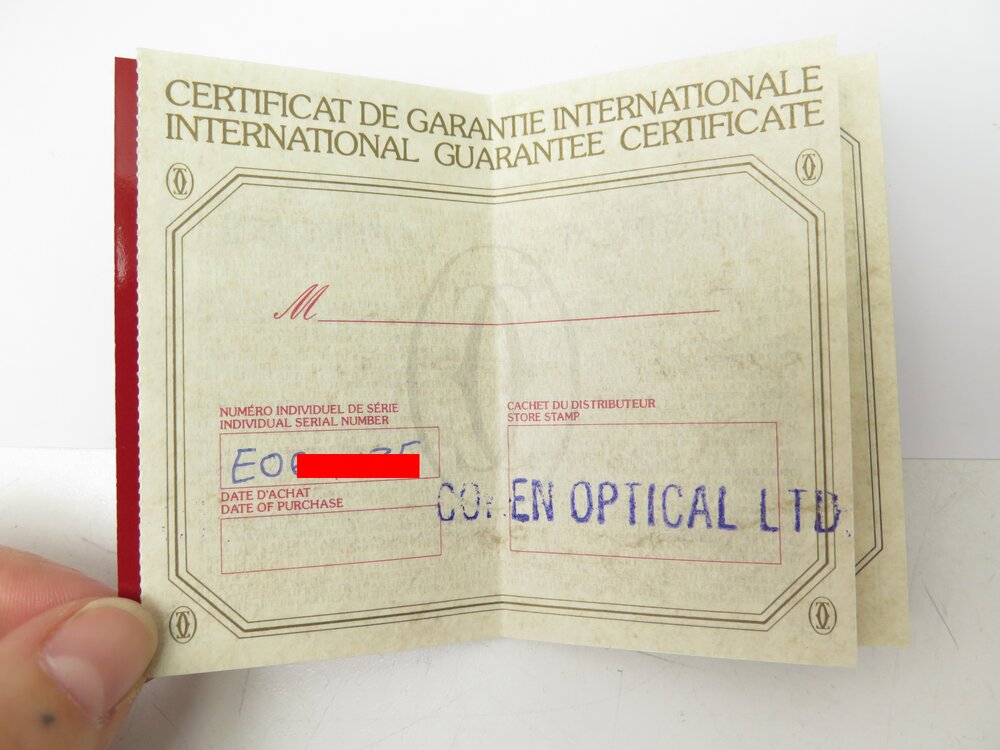 CERTIFICAT DE GARANTIE INTERNATIONALE
INTERNATIONAL GUARANTEE CERTIFICATE
M
NUMÉRO INDIVIDUEL DE SÉRIE
INDIVIDUAL SERIAL NUMBER
DATE D'ACHAT
DATE OF PURCHASE
CACHET DU DISTRIBUTEUR
STORE STAMP
OPTICAL LTD.